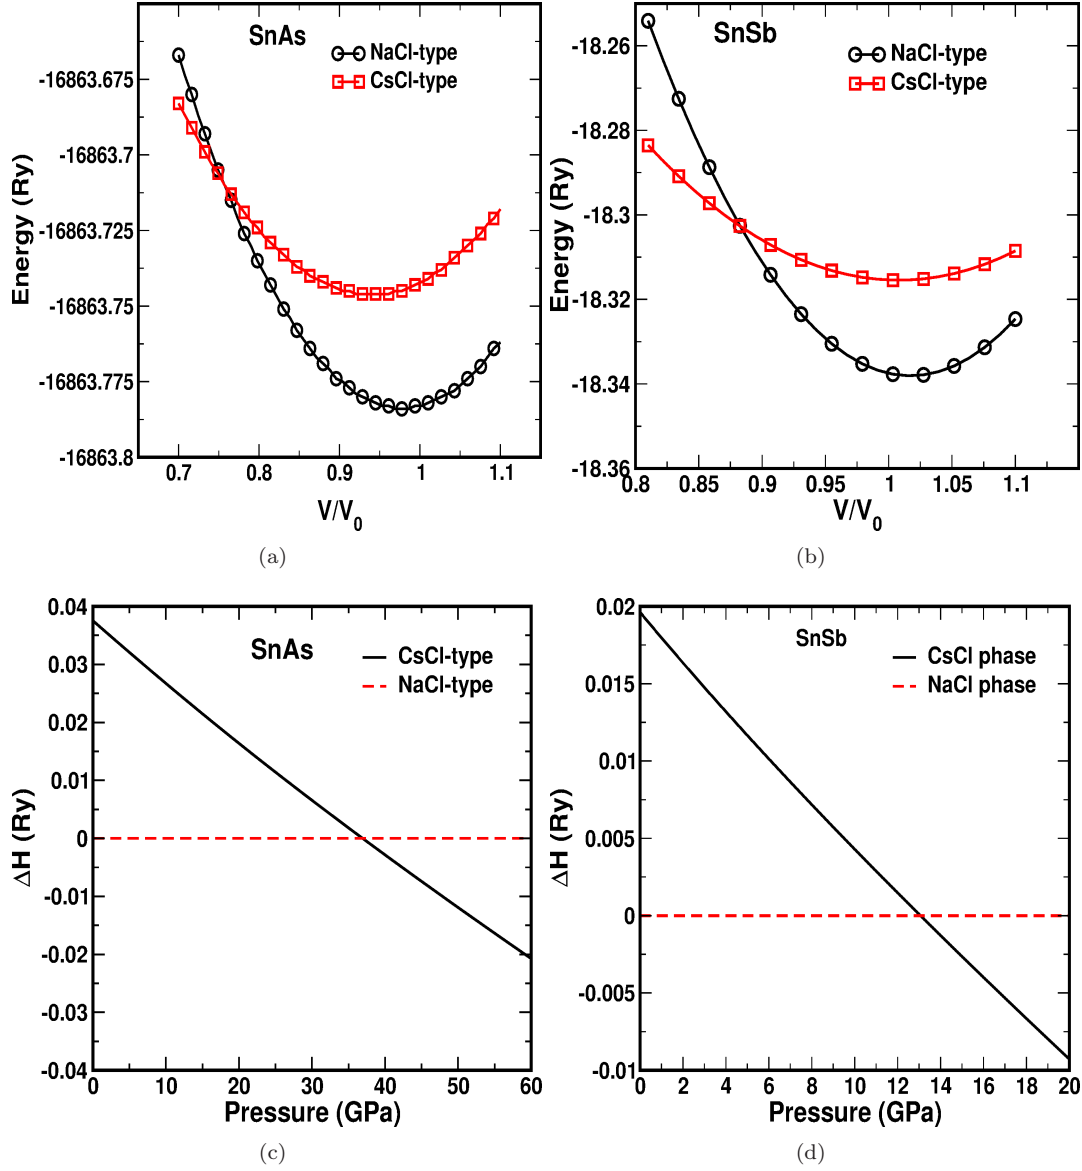 SnAs
NaCl-type
CsCl-type
-16863.675
-16863.7
-16863.725
-16863.75
-16863.775
-16863.8
Energy (Ry)
0.7 0.8 0.9 1 1.1
V/V0
(a)
SnSb
NaCl-type
CsCl-type
-18.26
-18.28
-18.3
-18.32
-18.34
-18.36
Energy (Ry)
0.8 0.85 0.9 0.95 1 1.05 1.1
V/V0
(b)
SnAs
CsCl-type
NaCl-type
0.04
0.03
0.02
0.01
0
-0.01
-0.02
-0.03
-0.04
ΔH (Ry)
0 10 20 30 40 50 60
Pressure (GPa)
(c)
SnSb
CsCl phase
NaCl phase
0.02
0.015
0.01
0.005
0
-0.005
-0.01
ΔH (Ry)
0 2 4 6 8 10 12 14 16 18 20
Pressure (GPa)
(d)